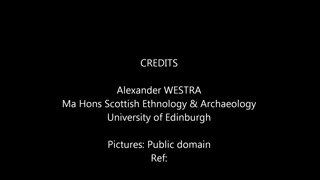 CREDITS
Alexander WESTRA
Ma Hons Scottish Ethnology & Archaeology
University of Edinburgh
Pictures: Public domain
Ref: